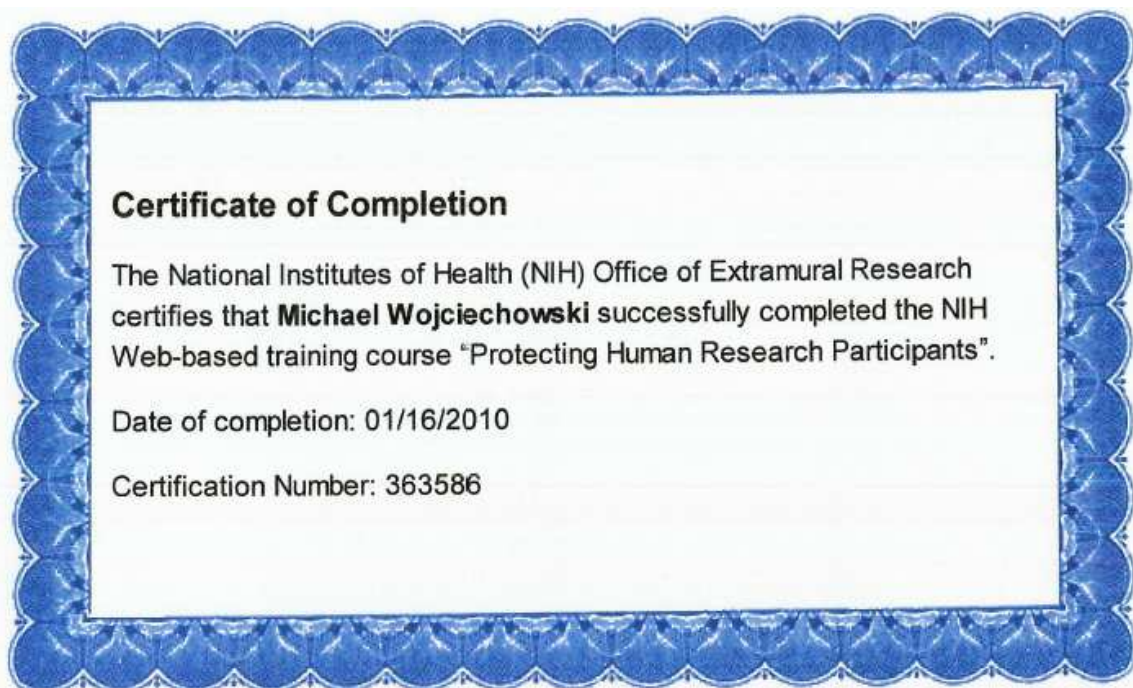 Certificate of Completion
The National Institutes of Health (NIH) Office of Extramural Research
certifies that Michael Wojciechowski successfully completed the NIH
Web-based training course “Protecting Human Research Participants”.
Date of completion: 01/16/2010
Certification Number: 363586